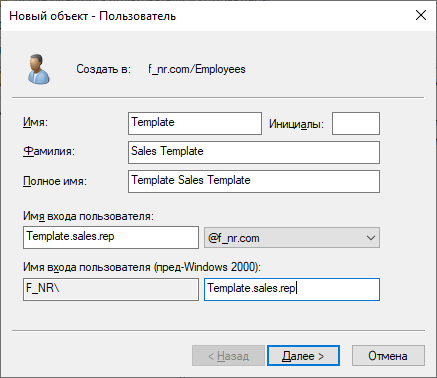 Новый объект - Пользователь
Создать в: f_nr.com/Employees
Имя: Template Инициалы:
Фамилия: Sales Template
Полное имя: Template Sales Template
Имя входа пользователя:
Template.sales.rep @f_nr.com
Имя входа пользователя (пред-Windows 2000):
F_NR\ Template.sales.rep
< Назад Далее > Отмена